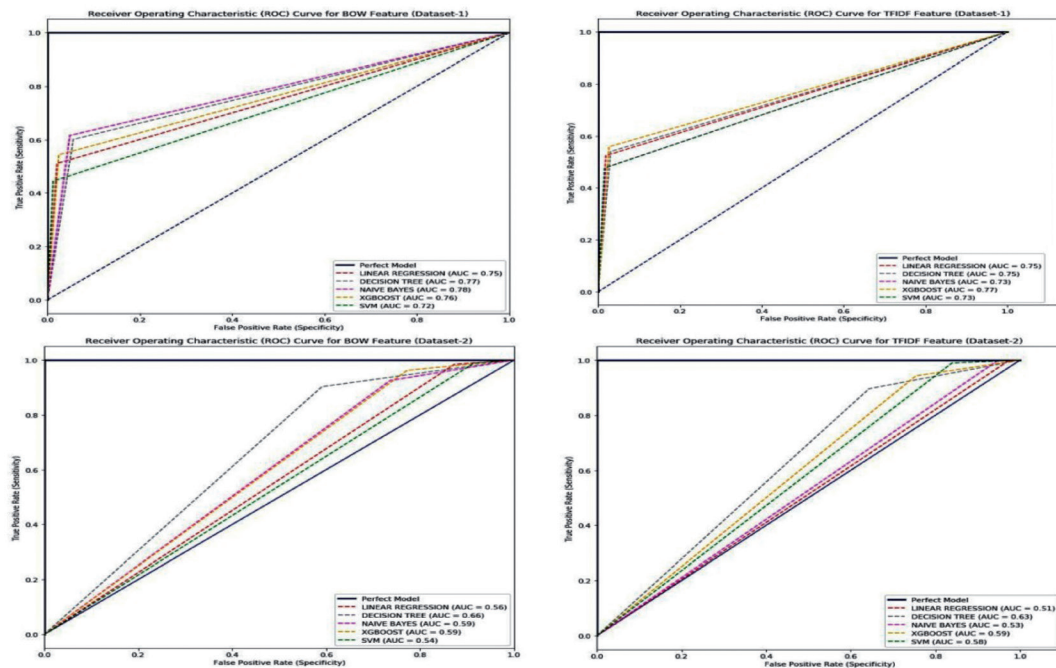 Receiver Operating Characteristic (ROC) Curve for BOW Feature (Dataset-1)
True Positive Rate (Sensitivity)
1.0
0.8
0.6
0.4
0.2
0.0
Perfect Model
LINEAR REGRESSION (AUC = 0.75)
DECISION TREE (AUC = 0.77)
NAIVE BAYES (AUC = 0.78)
XGBOOST (AUC = 0.76)
SVM (AUC = 0.72)
0.0 0.2 0.4 0.6 0.8 1.0
False Positive Rate (Specificity)
Receiver Operating Characteristic (ROC) Curve for TFIDF Feature (Dataset-1)
True Positive Rate (Sensitivity)
1.0
0.8
0.6
0.4
0.2
0.0
Perfect Model
LINEAR REGRESSION (AUC = 0.75)
DECISION TREE (AUC = 0.75)
NAIVE BAYES (AUC = 0.73)
XGBOOST (AUC = 0.77)
SVM (AUC = 0.73)
0.0 0.2 0.4 0.6 0.8 1.0
False Positive Rate (Specificity)
Receiver Operating Characteristic (ROC) Curve for BOW Feature (Dataset-2)
True Positive Rate (Sensitivity)
1.0
0.8
0.6
0.4
0.2
0.0
Perfect Model
LINEAR REGRESSION (AUC = 0.56)
DECISION TREE (AUC = 0.66)
NAIVE BAYES (AUC = 0.59)
XGBOOST (AUC = 0.59)
SVM (AUC = 0.54)
0.0 0.2 0.4 0.6 0.8 1.0
False Positive Rate (Specificity)
Receiver Operating Characteristic (ROC) Curve for TFIDF Feature (Dataset-2)
True Positive Rate (Sensitivity)
1.0
0.8
0.6
0.4
0.2
0.0
Perfect Model
LINEAR REGRESSION (AUC = 0.51)
DECISION TREE (AUC = 0.63)
NAIVE BAYES (AUC = 0.53)
XGBOOST (AUC = 0.59)
SVM (AUC = 0.58)
0.0 0.2 0.4 0.6 0.8 1.0
False Positive Rate (Specificity)